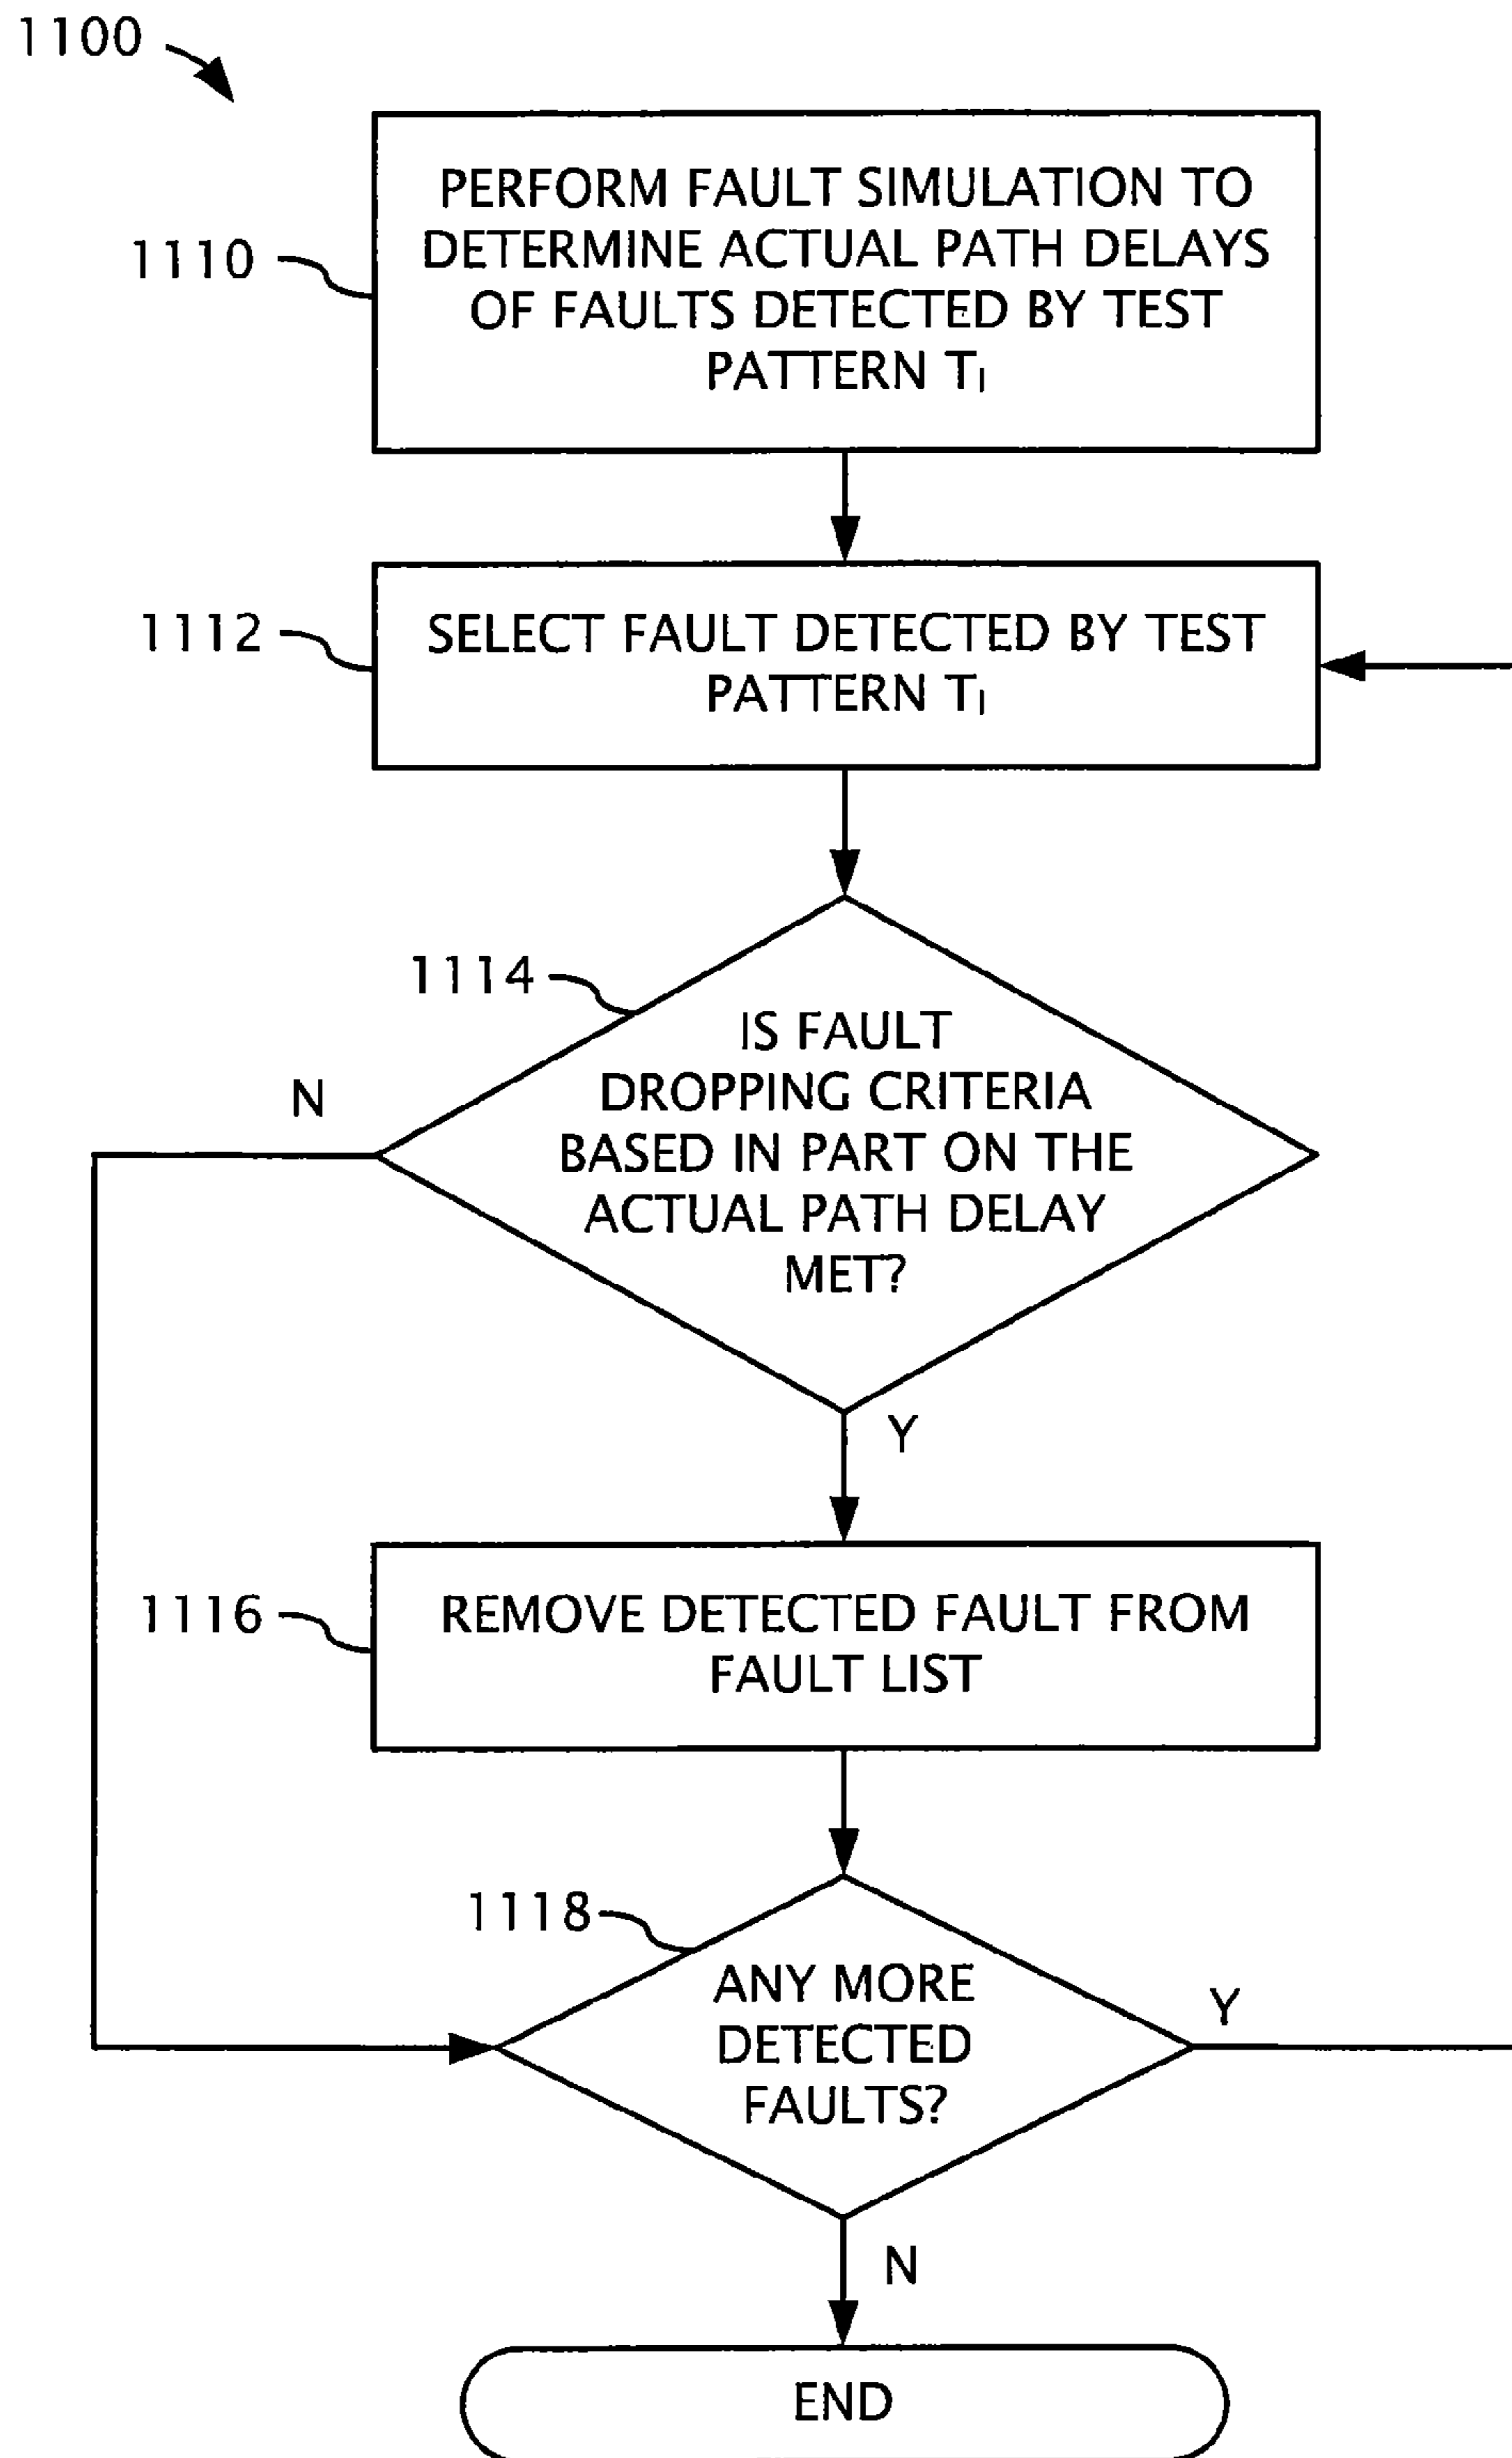 1100
PERFORM FAULT SIMULATION TO
DETERMINE ACTUAL PATH DELAYS
OF FAULTS DETECTED BY TEST
PATTERN TI
1110
SELECT FAULT DETECTED BY TEST
PATTERN TI
1112
1114
IS FAULT
DROPPING CRITERIA
BASED IN PART ON THE
ACTUAL PATH DELAY
MET?
N
Y
1116
REMOVE DETECTED FAULT FROM
FAULT LIST
1118
ANY MORE
DETECTED
FAULTS?
Y
N
END